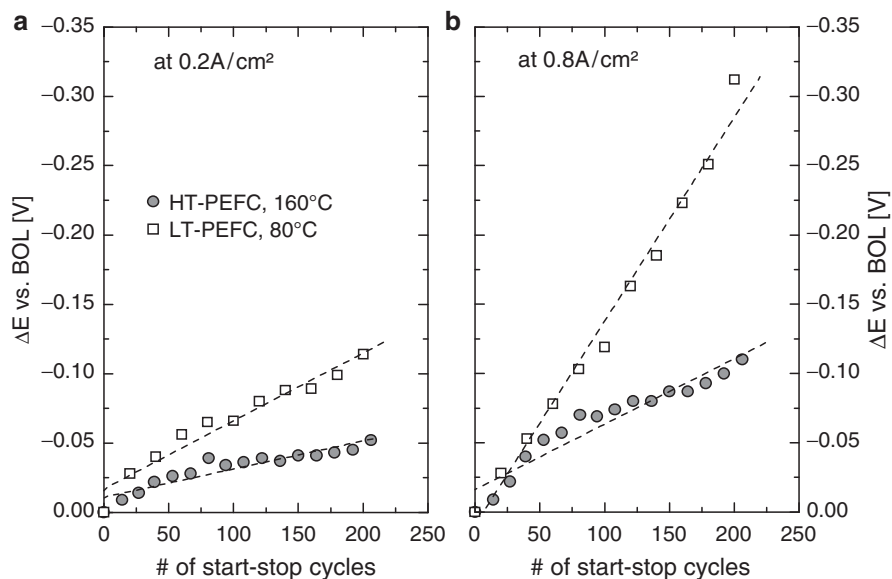 a
b
at 0.2A/cm²
at 0.8A/cm²
HT-PEFC, 160°C
LT-PEFC, 80°C
ΔE vs. BOL [V]
−0.35
−0.30
−0.25
−0.20
−0.15
−0.10
−0.05
0.00
0 50 100 150 200 250
# of start-stop cycles
0 50 100 150 200 250
# of start-stop cycles
−0.35
−0.30
−0.25
−0.20
−0.15
−0.10
−0.05
0.00
ΔE vs. BOL [V]